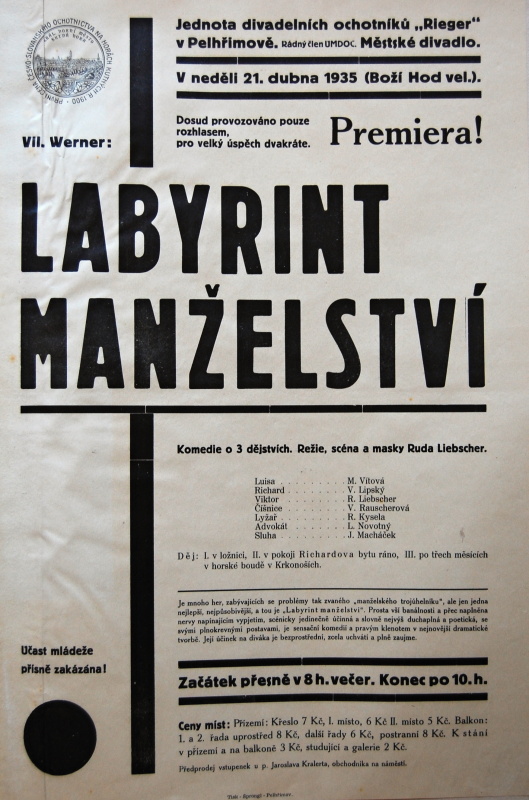 Jednota divadelních ochotníků „Rieger“
v Pelhřimově. Řádný člen UMDOC. Městské divadlo.
V neděli 21. dubna 1935 (Boží Hod vel.).
Vil. Werner:
Dosud provozováno pouze
rozhlasem,
pro velký úspěch dvakráte.
Premiera!
LABYRINT
MANŽELSTVÍ
Komedie o 3 dějstvích. Režie, scéna a masky Ruda Liebscher.
Luisa . . . . . . . . . M. Vítová
Richard . . . . . . . . V. Lipský
Viktor . . . . . . . . . R. Liebscher
Číšnice . . . . . . . . V. Rauscherová
Lyžař . . . . . . . . . R. Kysela
Advokát . . . . . . . . L. Novotný
Sluha . . . . . . . . . J. Macháček
Děj: I. v ložnici, II. v pokoji Richardova bytu ráno, III. po třech měsících
v horské boudě v Krkonoších.
Je mnoho her, zabývajících se problémy tak zvaného „manželského trojúhelníku“, ale jen jedna
nejlepší, nejpůsobivější, a tou je „Labyrint manželství“. Prosta vší banálnosti a přec naplněna
nervy napínajícím vypjetím, scénicky jedinečně účinná a slovně nejvýš duchaplná a poetická, se
svými plnokrevnými postavami, je sensační komedií a pravým klenotem v nejnovější dramatické
tvorbě. Její účinek na diváka je bezprostřední, zcela uchvátí a plně zaujme.
Účast mládeže
přísně zakázána!
Začátek přesně v 8 h. večer. Konec po 10. h.
Ceny míst: Přízemí: Křeslo 7 Kč, I. místo, 6 Kč II. místo 5 Kč. Balkon:
1. a 2. řada uprostřed 8 Kč, další řady 6 Kč, postranní 8 Kč. K stání
v přízemí a na balkoně 3 Kč, studující a galerie 2 Kč.
Předprodej vstupenek u p. Jaroslava Kralerta, obchodníka na náměstí.